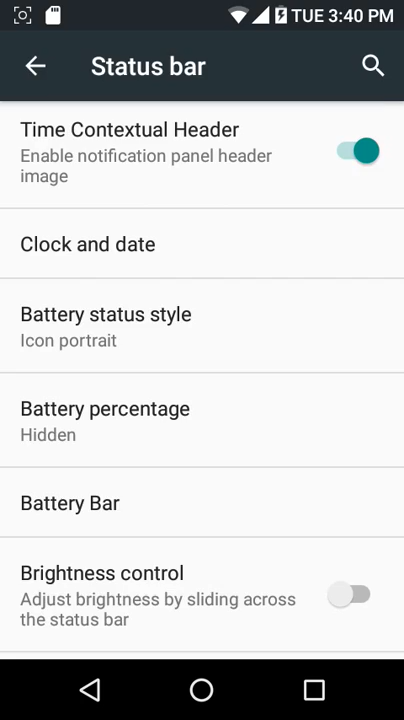 TUE 3:40 PM
Status bar
Time Contextual Header
Enable notification panel header
image
Clock and date
Battery status style
Icon portrait
Battery percentage
Hidden
Battery Bar
Brightness control
Adjust brightness by sliding across
the status bar